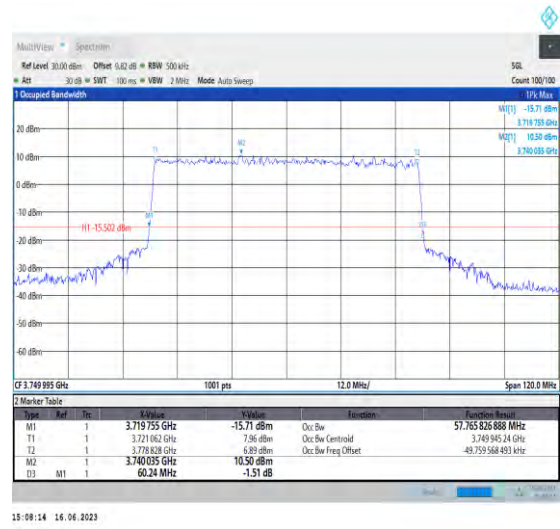 MultiView Spectrum
Ref Level 30.00 dBm Offset 9.82 dB RBW 500 kHz SGL
Att 30 dB SWT 100 ms VBW 2 MHz Mode Auto Sweep Count 100/100
1 Occupied Bandwidth 1Pk Max
M1[1] -15.71 dBm
3.719 755 GHz
M2[1] 10.50 dBm
3.740 035 GHz
20 dBm
M2
T1 T2
10 dBm
0 dBm
-10 dBm
M1
H1 -15.502 dBm
D3
-20 dBm
-30 dBm
-40 dBm
-50 dBm
-60 dBm
CF 3.749 995 GHz 1001 pts 12.0 MHz/ Span 120.0 MHz
2 Marker Table
Type Ref Trc X-Value Y-Value Function Function Result
M1 1 3.719 755 GHz -15.71 dBm Occ Bw 57.765 826 888 MHz
T1 1 3.721 062 GHz 7.96 dBm Occ Bw Centroid 3.749 945 24 GHz
T2 1 3.778 828 GHz 6.89 dBm Occ Bw Freq Offset -49.759 568 493 kHz
M2 1 3.740 035 GHz 10.50 dBm
D3 M1 1 60.24 MHz -1.51 dB
Ready
15:08:14 16.06.2023